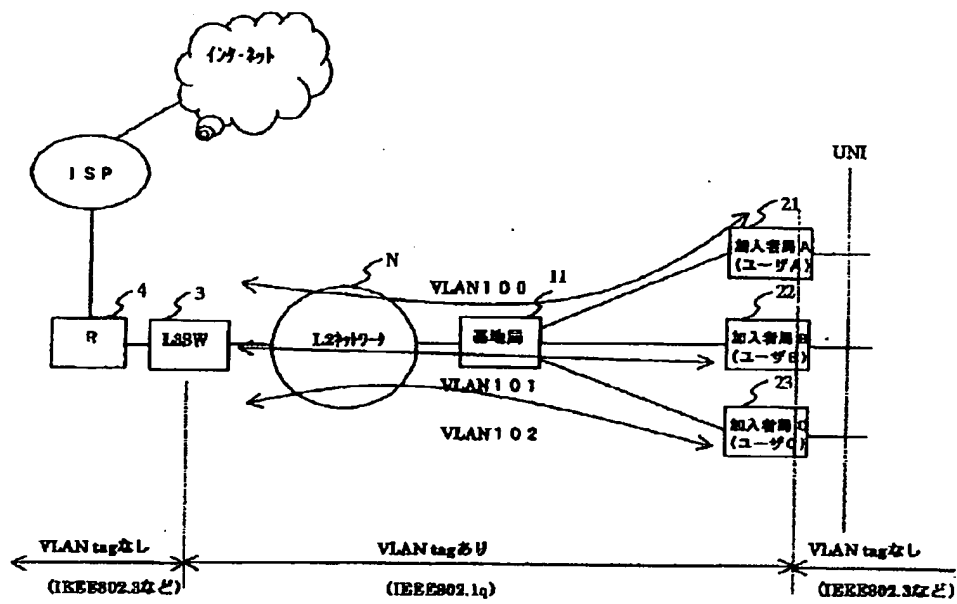 インターネット
ISP
UNI
21
加入者局A
(ユーザA)
N
VLAN100
11
4
3
22
R
L3SW
L2ネットワーク
基地局
加入者局B
(ユーザB)
VLAN101
23
加入者局C
(ユーザC)
VLAN102
VLAN tagなし
VLAN tagあり
VLAN tagなし
(IEEE802.3など)
(IEEE802.1q)
(IEEE802.3など)